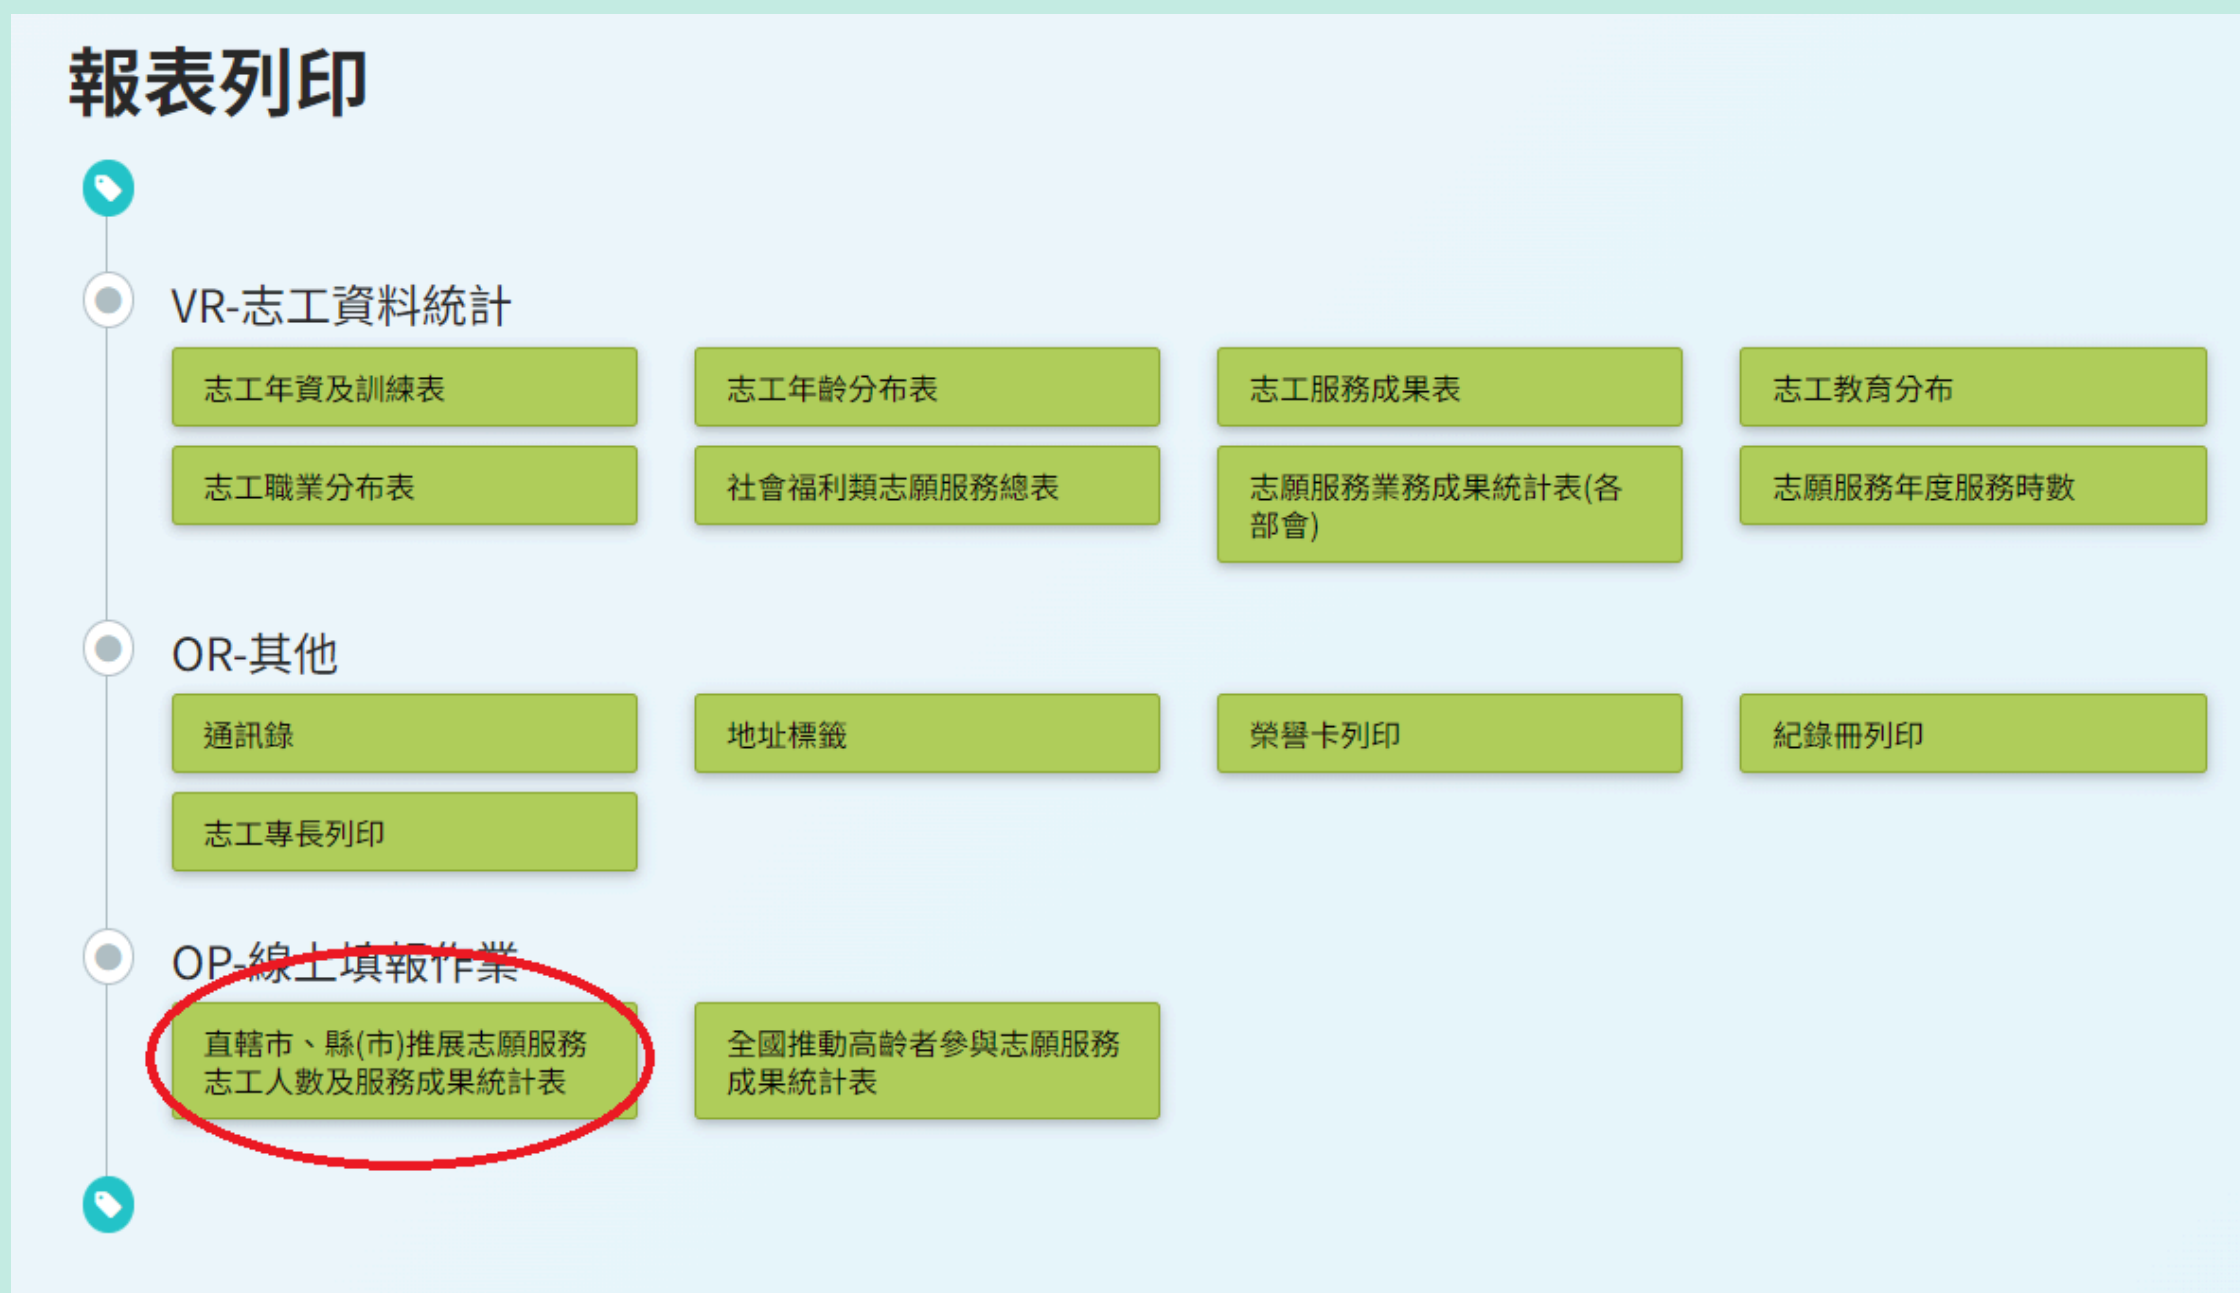 報表列印
VR-志工資料統計
志工年資及訓練表
志工年齡分布表
志工服務成果表
志工教育分布
志工職業分布表
社會福利類志願服務總表
志願服務業務成果統計表(各
部會)
志願服務年度服務時數
OR-其他
通訊錄
地址標籤
榮譽卡列印
紀錄冊列印
志工專長列印
OP-線上填報作業
直轄市、縣(市)推展志願服務
志工人數及服務成果統計表
全國推動高齡者參與志願服務
成果統計表